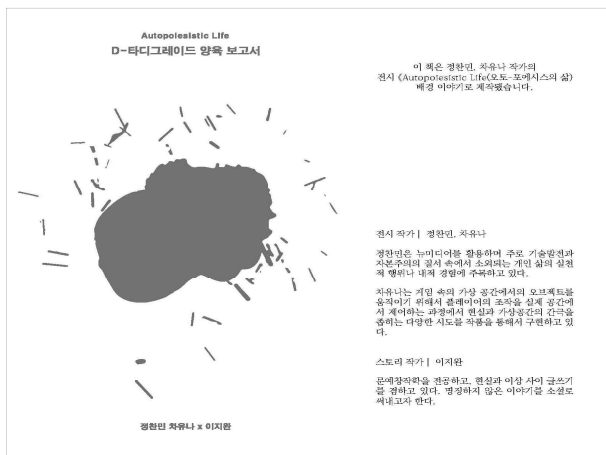 Autopoiesistic Life
D-타디그레이드 양육 보고서
정찬민 차유나 x 이지완
이 책은 정찬민, 차유나 작가의
전시 《Autopoiesistic Life(오토-포에시스의 삶)
배경 이야기로 제작됐습니다.
전시 작가 | 정찬민, 차유나
정찬민은 뉴미디어를 활용하며 주로 기술발전과
자본주의의 질서 속에서 소외되는 개인 삶의 실천
적 행위나 내적 경험에 주목하고 있다.
차유나는 게임 속의 가상 공간에서의 오브젝트를
움직이기 위해서 플레이어의 조작을 실제 공간에
서 제어하는 과정에서 현실과 가상공간의 간극을
좁히는 다양한 시도를 작품을 통해서 구현하고 있
다.
스토리 작가 | 이지완
문예창작학을 전공하고, 현실과 이상 사이 글쓰기
를 겸하고 있다. 명징하지 않은 이야기를 소설로
써내고자 한다.